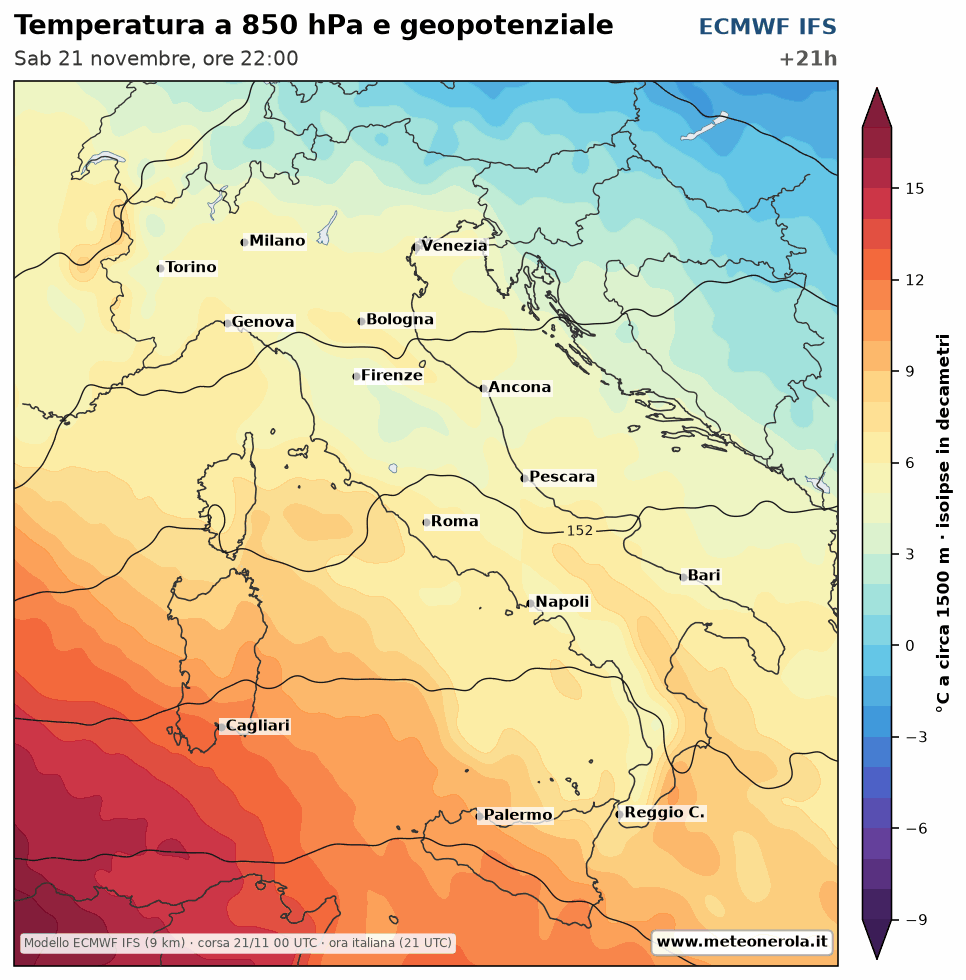 Temperatura a 850 hPa e geopotenziale
ECMWF IFS
Sab 21 novembre, ore 22:00
+21h
Milano
Venezia
Torino
Genova
Bologna
Firenze
Ancona
Pescara
Roma
152
Bari
Napoli
Cagliari
Palermo
Reggio C.
Modello ECMWF IFS (9 km) · corsa 21/11 00 UTC · ora italiana (21 UTC)
www.meteonerola.it
15
12
9
6
3
0
−3
−6
−9
°C a circa 1500 m · isoipse in decametri